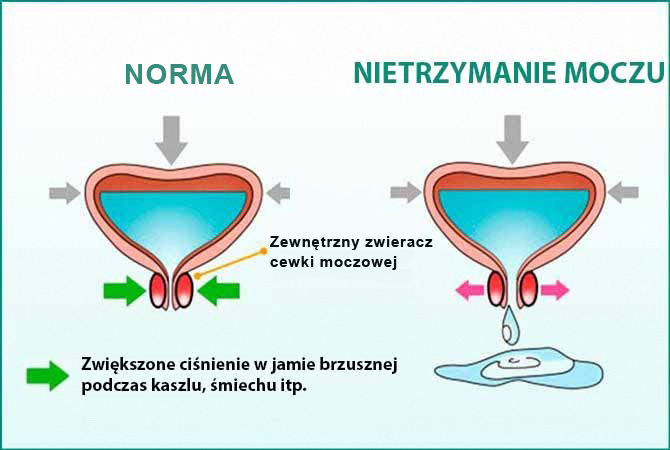 NORMA
NIETRZYMANIE MOCZU
Zewnętrzny zwieracz
cewki moczowej
Zwiększone ciśnienie w jamie brzusznej
podczas kaszlu, śmiechu itp.